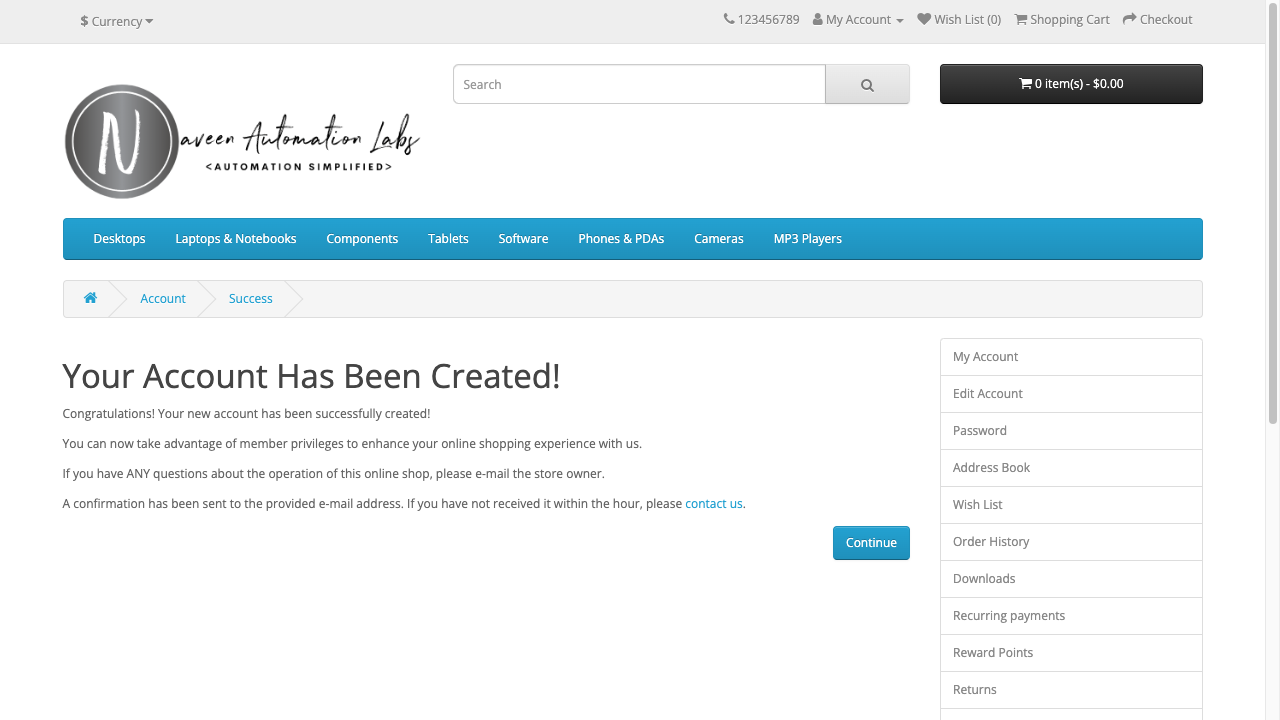 $ Currency
123456789 My Account Wish List (0) Shopping Cart Checkout
N
aveen Automation Labs
<AUTOMATION SIMPLIFIED>
Search
0 item(s) - $0.00
Desktops Laptops & Notebooks Components Tablets Software Phones & PDAs Cameras MP3 Players
Account Success
Your Account Has Been Created!
Congratulations! Your new account has been successfully created!
You can now take advantage of member privileges to enhance your online shopping experience with us.
If you have ANY questions about the operation of this online shop, please e-mail the store owner.
A confirmation has been sent to the provided e-mail address. If you have not received it within the hour, please contact us.
Continue
My Account
Edit Account
Password
Address Book
Wish List
Order History
Downloads
Recurring payments
Reward Points
Returns